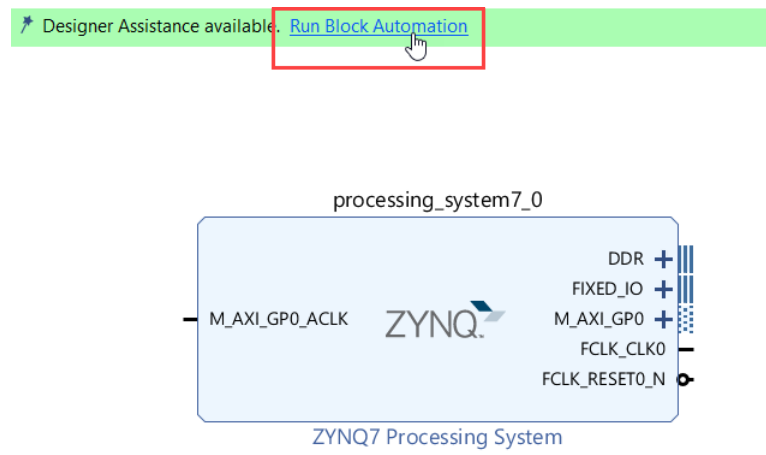 Designer Assistance available. Run Block Automation
processing_system7_0
DDR
FIXED_IO
M_AXI_GP0_ACLK
ZYNQ
M_AXI_GP0
FCLK_CLK0
FCLK_RESET0_N
ZYNQ7 Processing System